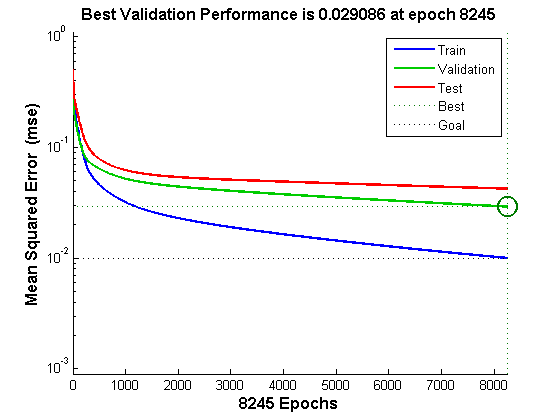 Best Validation Performance is 0.029086 at epoch 8245
Train
Validation
Test
Best
Goal
Mean Squared Error (mse)
10^0
10^-1
10^-2
10^-3
0 1000 2000 3000 4000 5000 6000 7000 8000
8245 Epochs